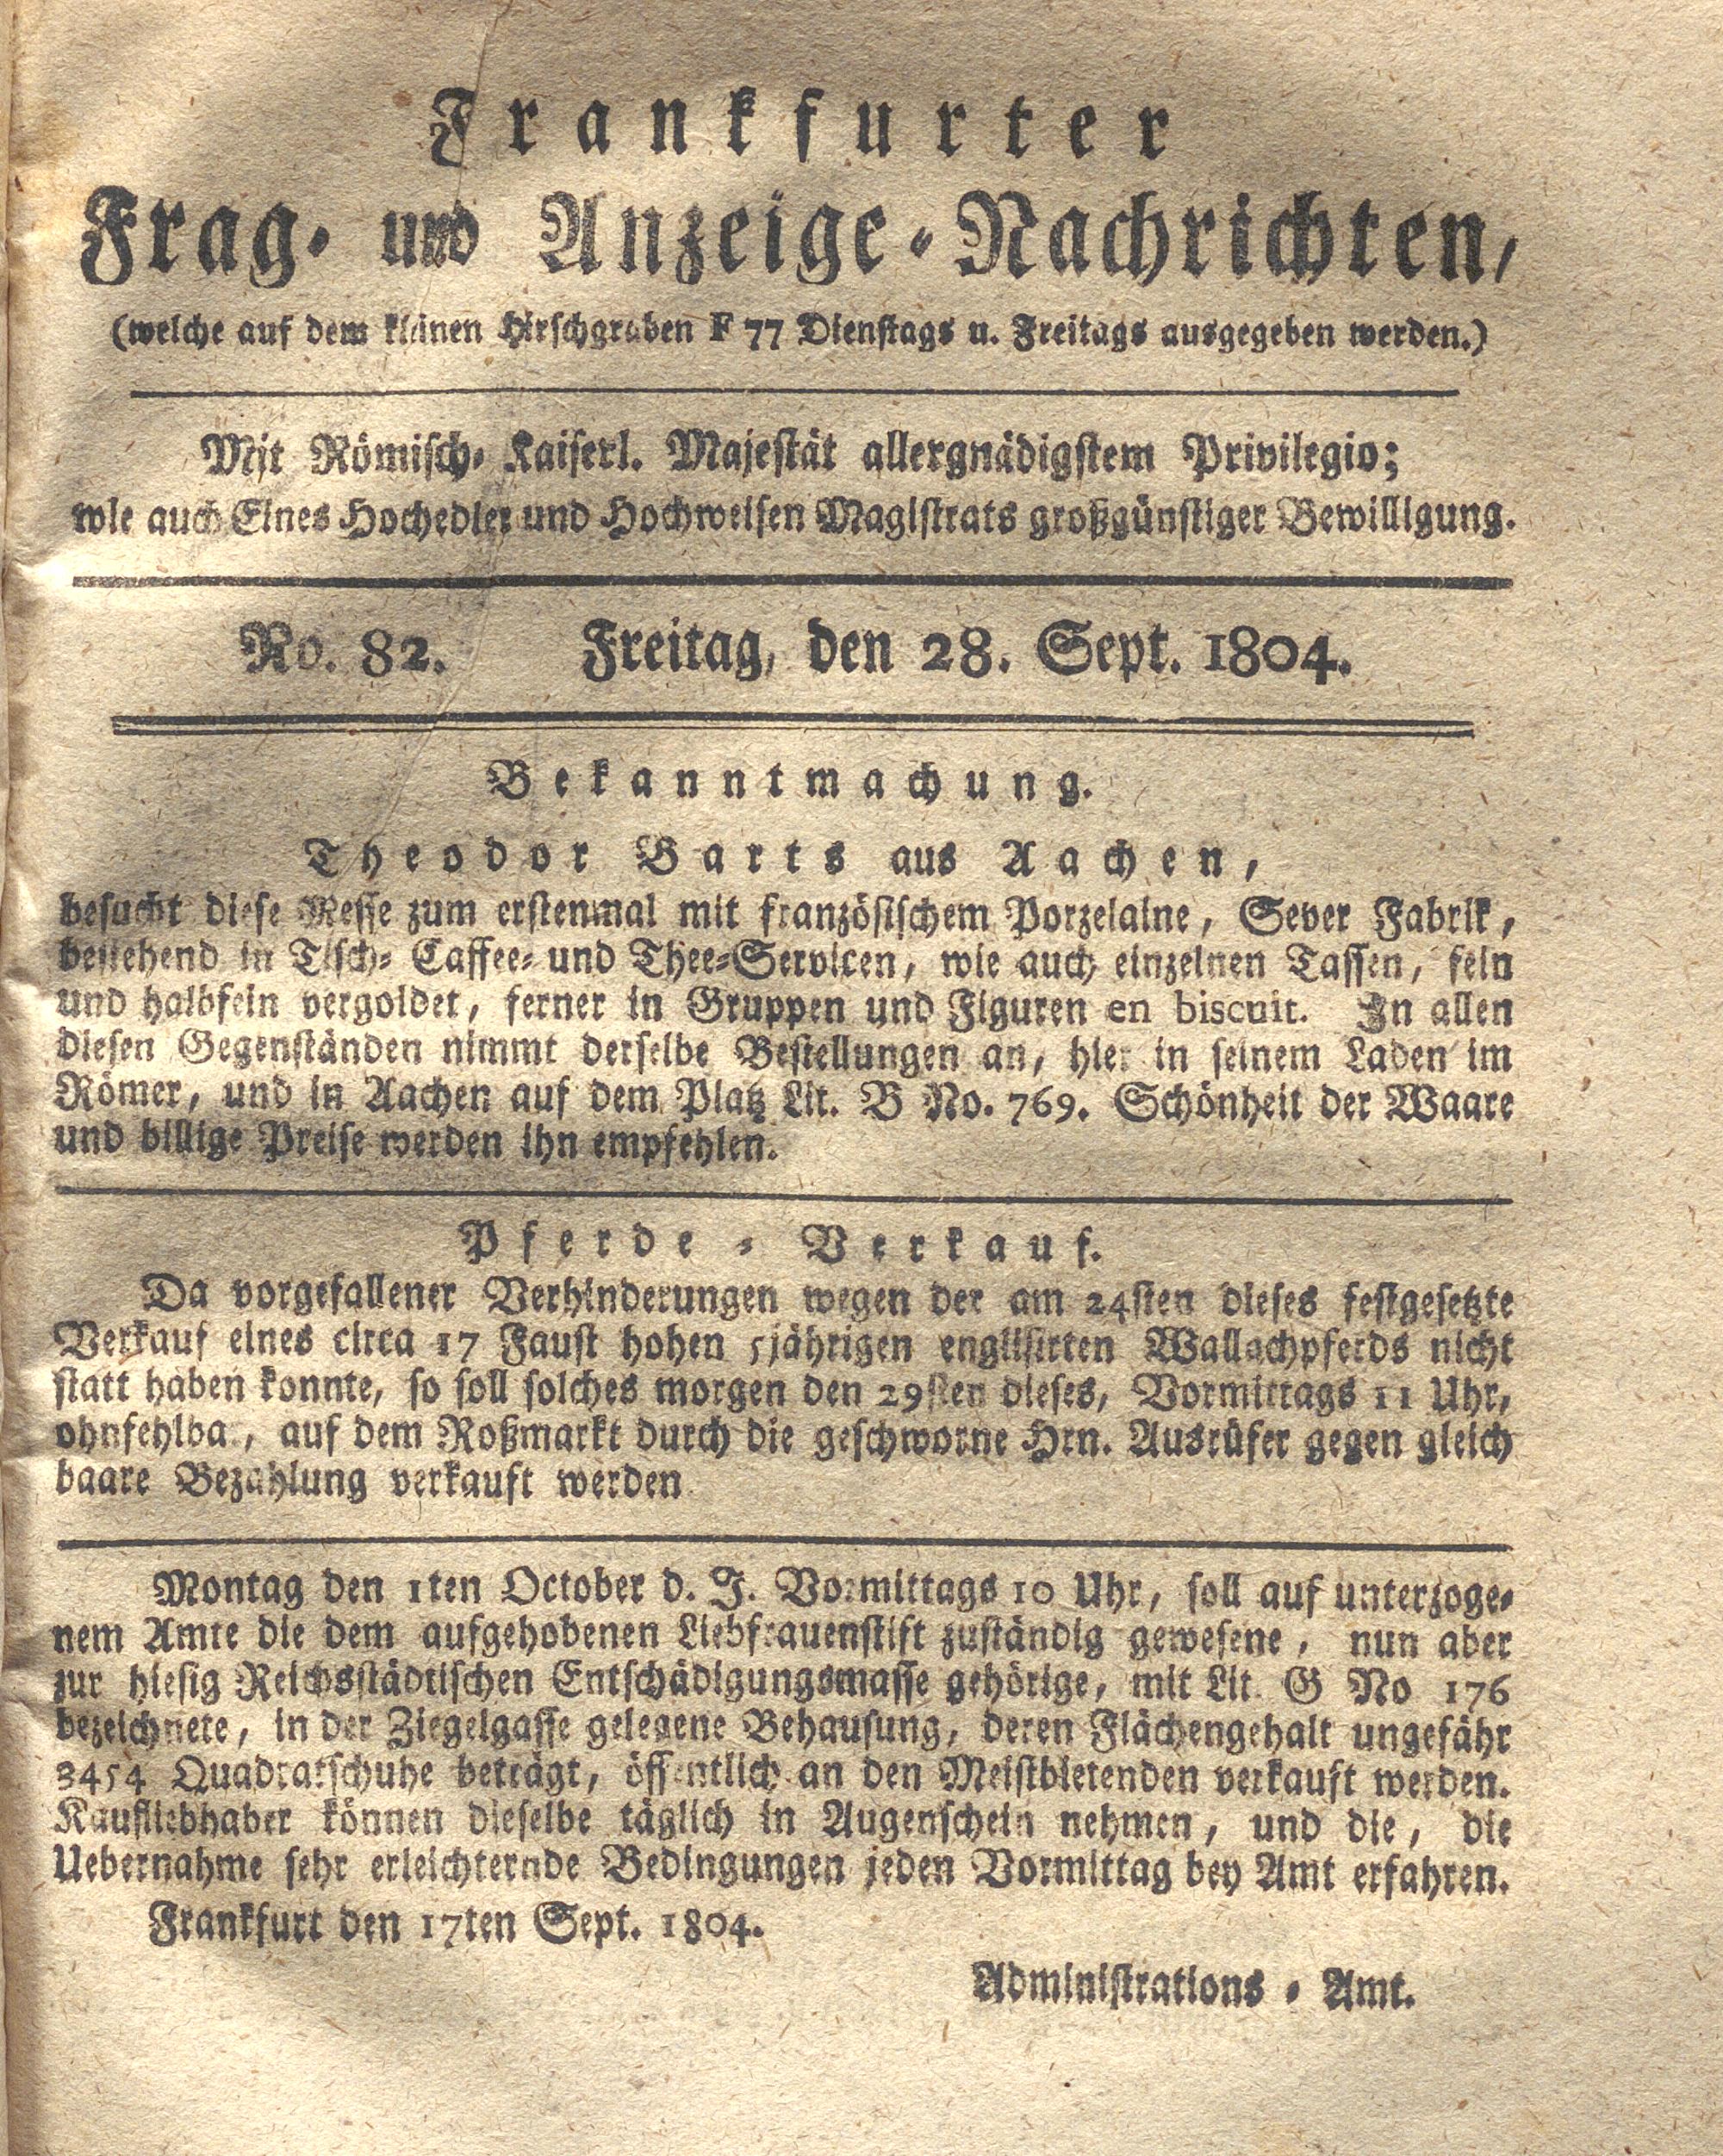 Frankfurter
Frag- und Anzeige-Nachrichten,
(welche auf dem kleinen Hirschgraben F 77 Dienstags u. Freitags ausgegeben werden.)
Mit Römisch- Kaiserl. Majestät allergnädigstem Privilegio;
wie auch Eines Hochedlen und Hochweisen Magistrats großgünstiger Bewilligung.
No. 82. Freitag, den 28. Sept. 1804.
Bekanntmachung.
Theodor Barts aus Aachen,
besucht diese Messe zum erstenmal mit französischem Porzelaine, Sever Fabrik,
bestehend in Tisch- Caffee- und Thee-Servicen, wie auch einzelnen Tassen, fein
und halbfein vergoldet, ferner in Gruppen und Figuren en biscuit. In allen
diesen Gegenständen nimmt derselbe Bestellungen an, hier in seinem Laden im
Römer, und in Aachen auf dem Platz Lit. B No. 769. Schönheit der Waare
und billige Preise werden ihn empfehlen.
Pferde - Verkauf.
Da vorgefallener Verhinderungen wegen der am 24sten dieses festgesetzte
Verkauf eines circa 17 Faust hohen 5jährigen englisirten Wallachpferds nicht
statt haben konnte, so soll solches morgen den 29sten dieses, Vormittags 11 Uhr,
ohnfehlbar, auf dem Roßmarkt durch die geschworne Hrn. Ausrüfer gegen gleich
baare Bezahlung verkauft werden
Montag den 1ten October d. J. Vormittags 10 Uhr, soll auf unterzoge-
nem Amte die dem aufgehobenen Liebfrauenstift zuständig gewesene, nun aber
zur hiesig Reichsstädtischen Entschädigungsmasse gehörige, mit Lit. G No 176
bezeichnete, in der Ziegelgasse gelegene Behausung, deren Flächengehalt ungefähr
3454 Quadratschuhe beträgt, öffentlich an den Meistbietenden verkauft werden.
Kaufliebhaber können dieselbe täglich in Augenschein nehmen, und die, die
Uebernahme sehr erleichternde Bedingungen jeden Vormittag bey Amt erfahren.
Frankfurt den 17ten Sept. 1804.
Administrations - Amt.